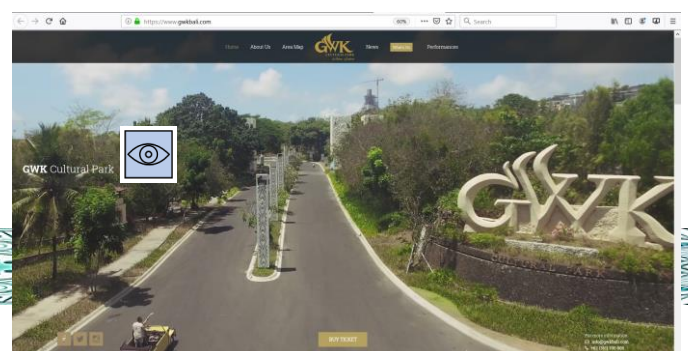 https://www.gwkbali.com
80%
Search
Home
About Us
Area Map
GWK
News
Performances
GWK Cultural Park
GWK
BUY TICKET